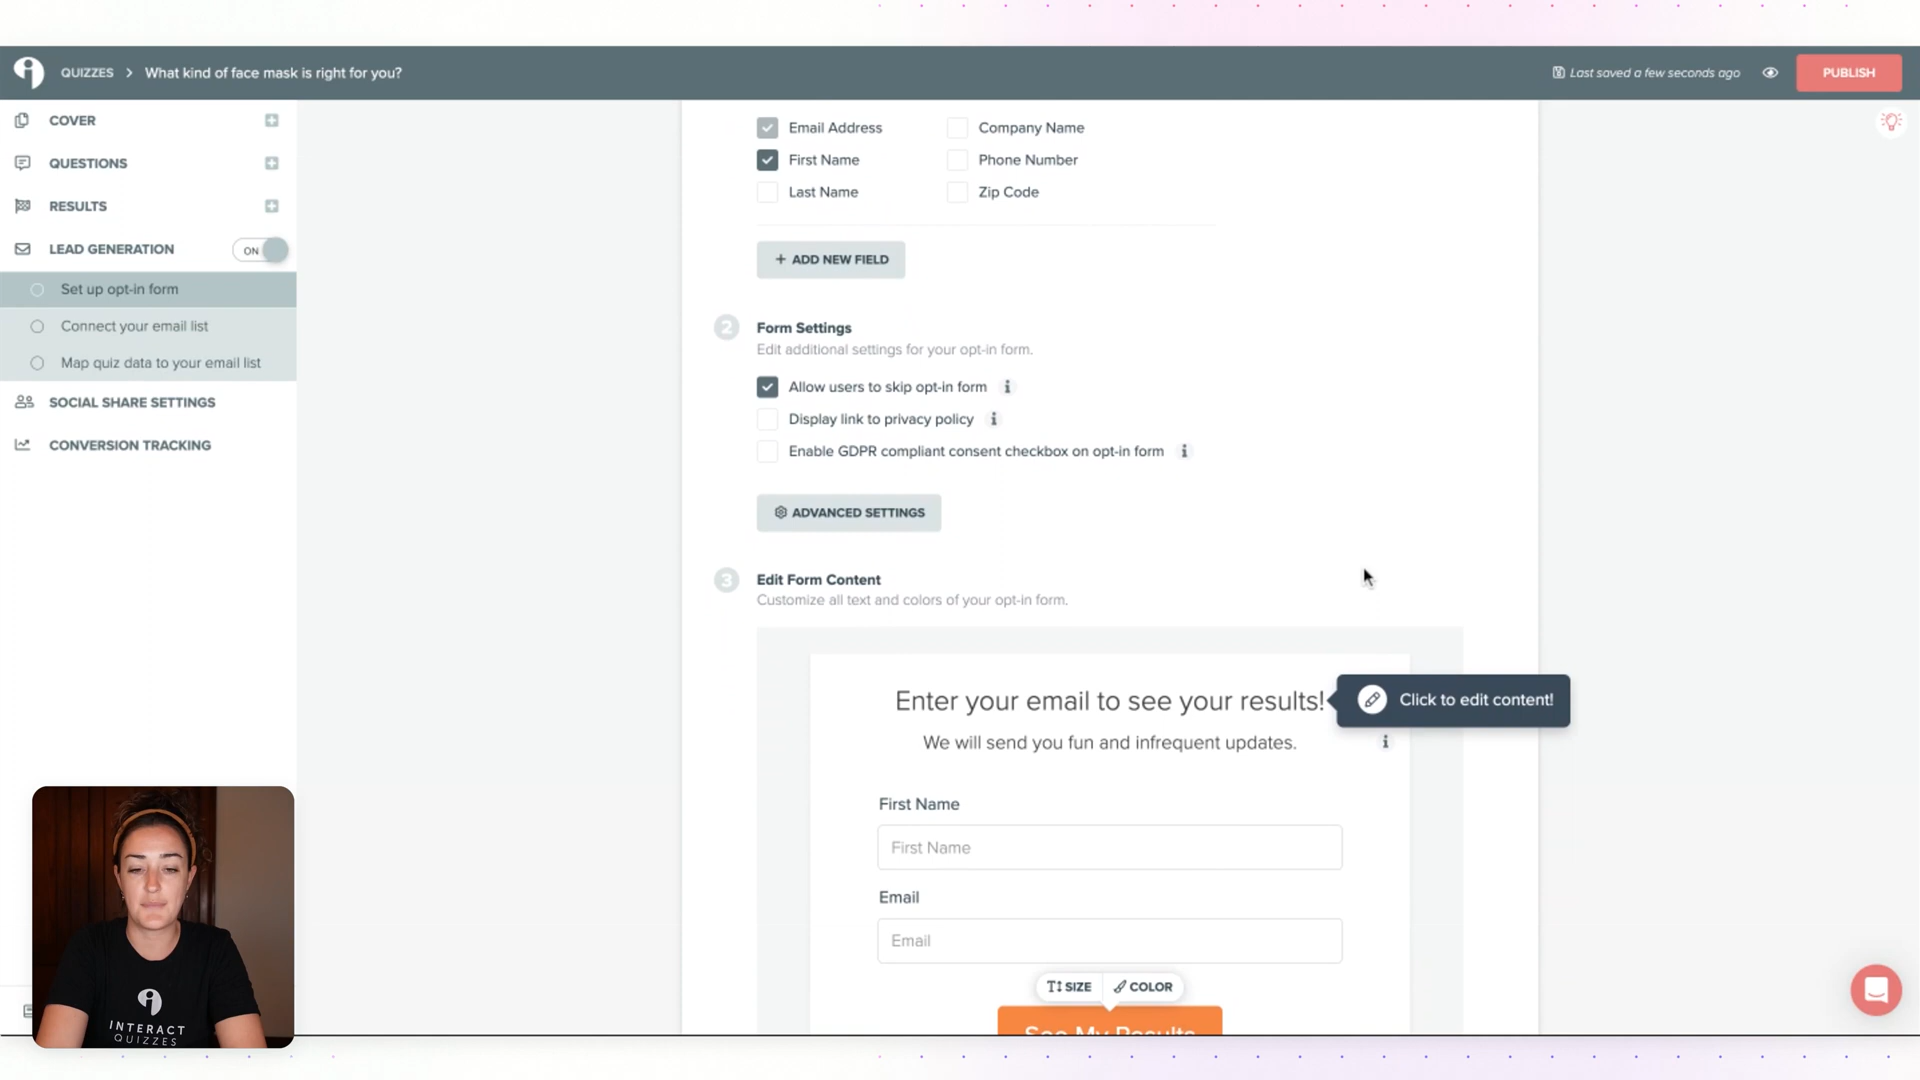 QUIZZES > What kind of face mask is right for you?
Last saved a few seconds ago
PUBLISH
COVER
QUESTIONS
RESULTS
LEAD GENERATION
ON
Set up opt-in form
Connect your email list
Map quiz data to your email list
SOCIAL SHARE SETTINGS
CONVERSION TRACKING
Email Address
Company Name
First Name
Phone Number
Last Name
Zip Code
+ ADD NEW FIELD
2 Form Settings
Edit additional settings for your opt-in form.
Allow users to skip opt-in form i
Display link to privacy policy i
Enable GDPR compliant consent checkbox on opt-in form i
ADVANCED SETTINGS
3 Edit Form Content
Customize all text and colors of your opt-in form.
Enter your email to see your results!
Click to edit content!
We will send you fun and infrequent updates.
i
First Name
First Name
Email
Email
SIZE
COLOR
See My Results
INTERACT
QUIZZES